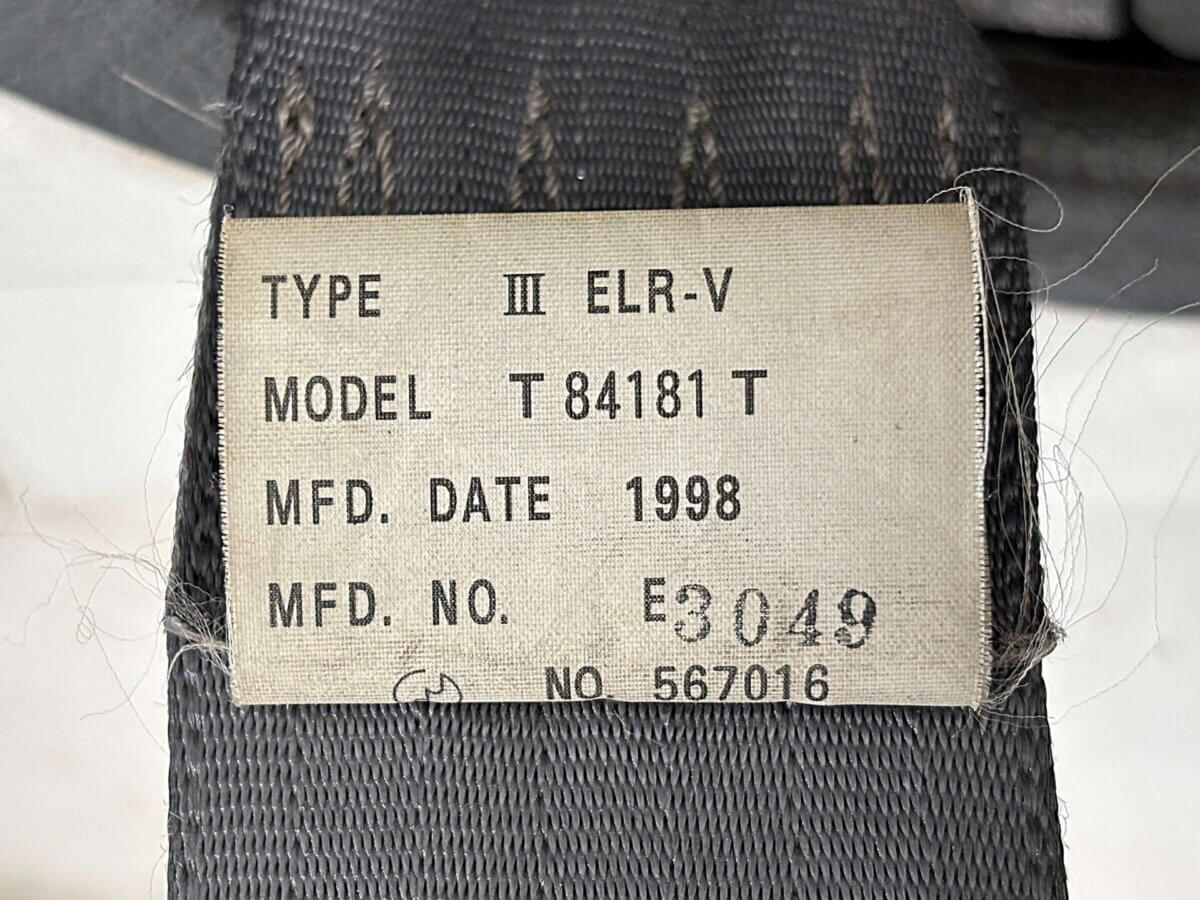 TYPE III ELR-V
MODEL T 84181 T
MFD. DATE 1998
MFD. NO. E3049
NO. 567016